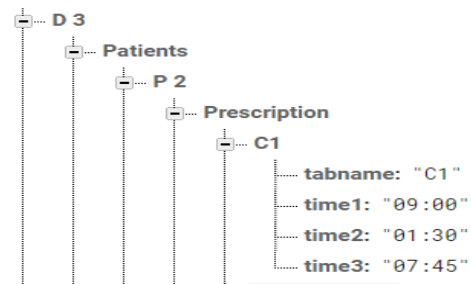 D 3
Patients
P 2
Prescription
C1
tabname: "C1"
time1: "09:00"
time2: "01:30"
time3: "07:45"